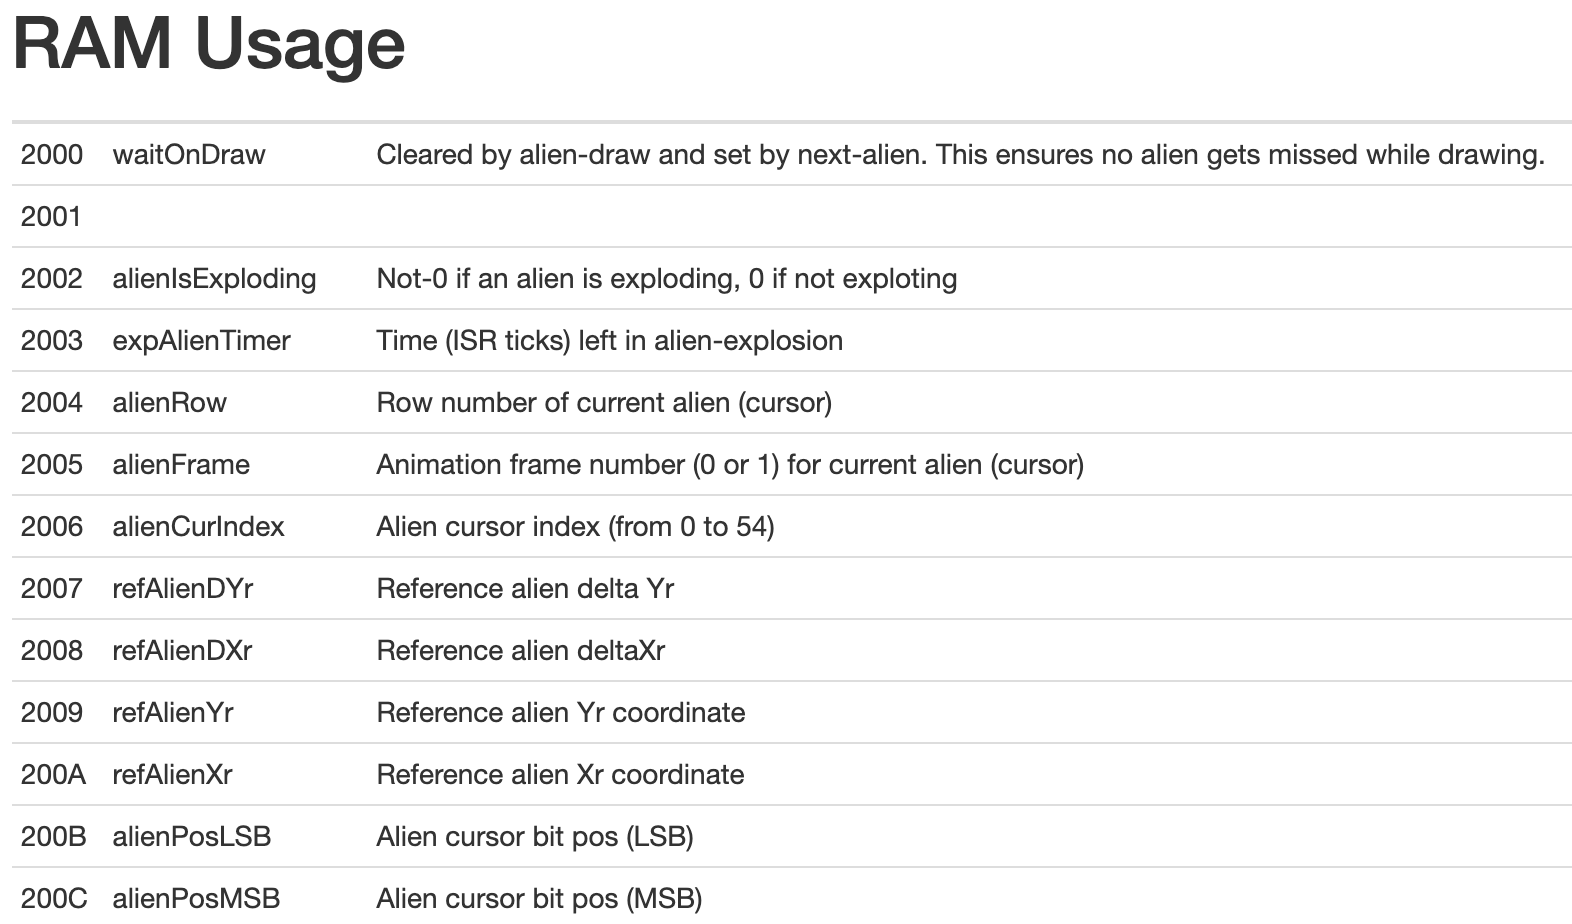 RAM Usage
2000 waitOnDraw Cleared by alien-draw and set by next-alien. This ensures no alien gets missed while drawing.
2001
2002 alienIsExploding Not-0 if an alien is exploding, 0 if not exploting
2003 expAlienTimer Time (ISR ticks) left in alien-explosion
2004 alienRow Row number of current alien (cursor)
2005 alienFrame Animation frame number (0 or 1) for current alien (cursor)
2006 alienCurIndex Alien cursor index (from 0 to 54)
2007 refAlienDYr Reference alien delta Yr
2008 refAlienDXr Reference alien deltaXr
2009 refAlienYr Reference alien Yr coordinate
200A refAlienXr Reference alien Xr coordinate
200B alienPosLSB Alien cursor bit pos (LSB)
200C alienPosMSB Alien cursor bit pos (MSB)